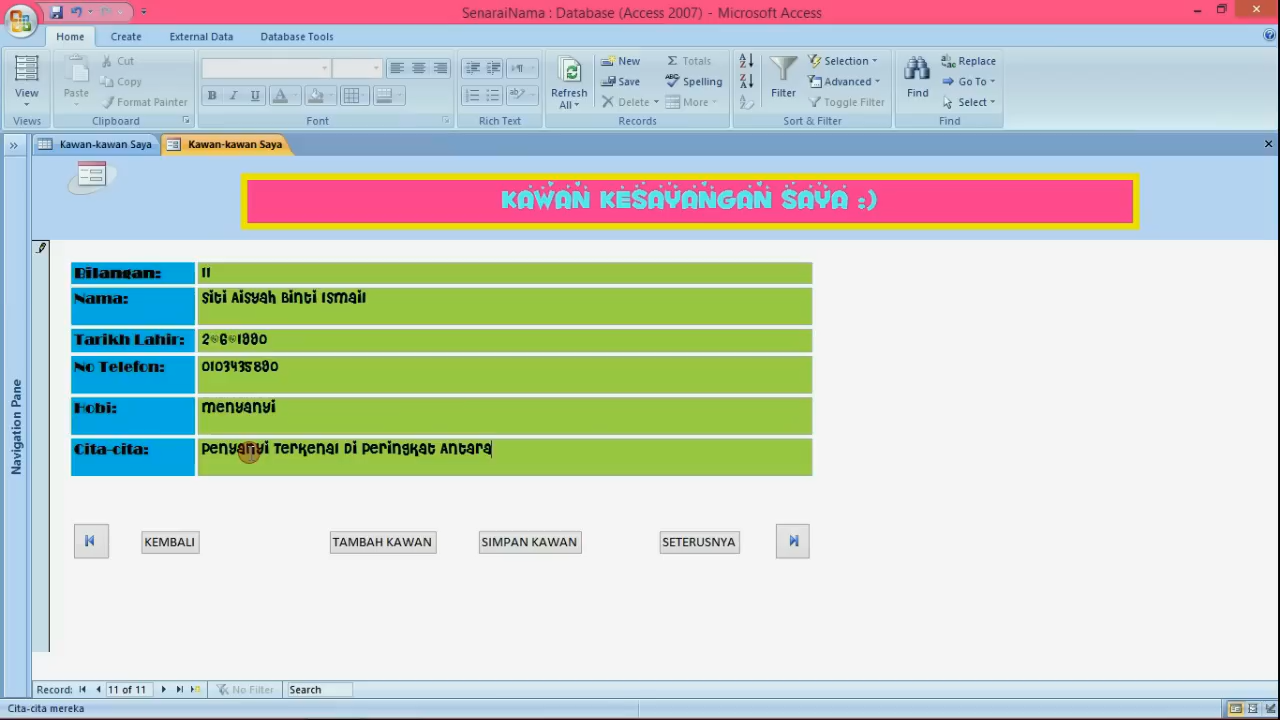 SenaraiNama : Database (Access 2007) - Microsoft Access
Home Create External Data Database Tools
View
Views
Paste
Cut
Copy
Format Painter
Clipboard
B I U A
Font
Rich Text
Refresh All
New
Save
Delete
Totals
Spelling
More
Records
Filter
Selection
Advanced
Toggle Filter
Sort & Filter
Find
Replace
Go To
Select
Find
Kawan-kawan Saya Kawan-kawan Saya
KAWAN KESAYANGAN SAYA :)
Navigation Pane
Bilangan: 11
Nama: Siti Aisyah Binti Ismail
Tarikh Lahir: 2 6 1990
No Telefon: 0103435890
Hobi: menyanyi
Cita-cita: Penyanyi Terkenal Di Peringkat Antara
KEMBALI TAMBAH KAWAN SIMPAN KAWAN SETERUSNYA
Record: 11 of 11 No Filter Search
Cita-cita mereka